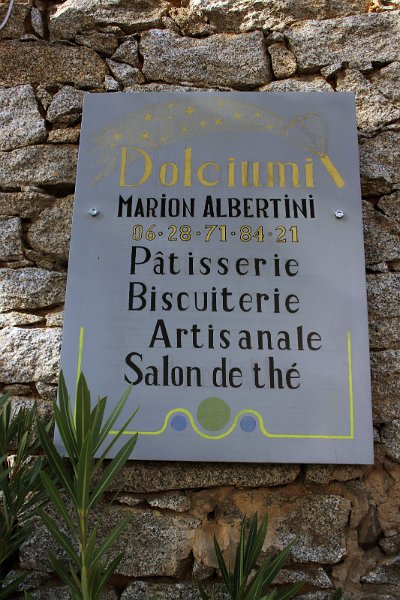 Dolciumi
MARION ALBERTINI
06·28·71·84·21
Pâtisserie
Biscuiterie
Artisanale
Salon de thé